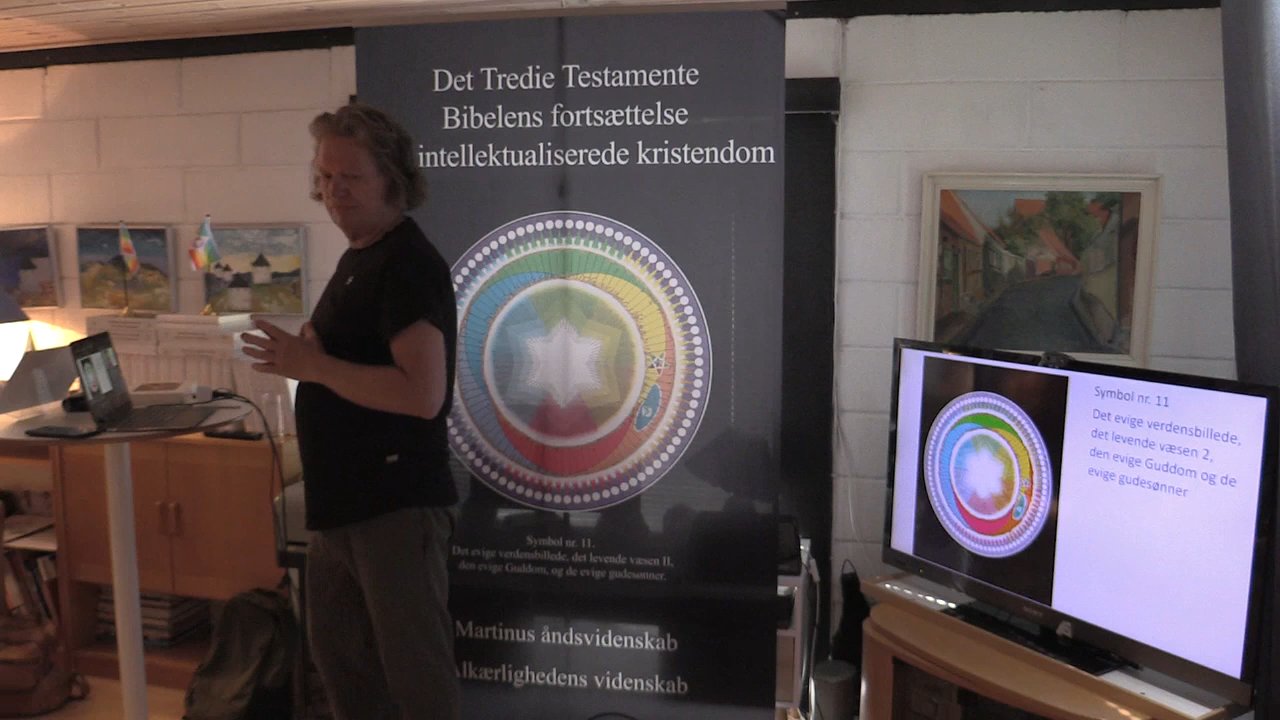 Det Tredie Testamente
Bibelens fortsættelse
intellektualiserede kristendom
Symbol nr. 11.
Det evige verdensbillede, det levende væsen II,
den evige Guddom, og de evige gudesønner.
Martinus åndsvidenskab
Alkærlighedens videnskab
Symbol nr. 11
Det evige verdensbillede,
det levende væsen 2,
den evige Guddom og de
evige gudesønner
SONY